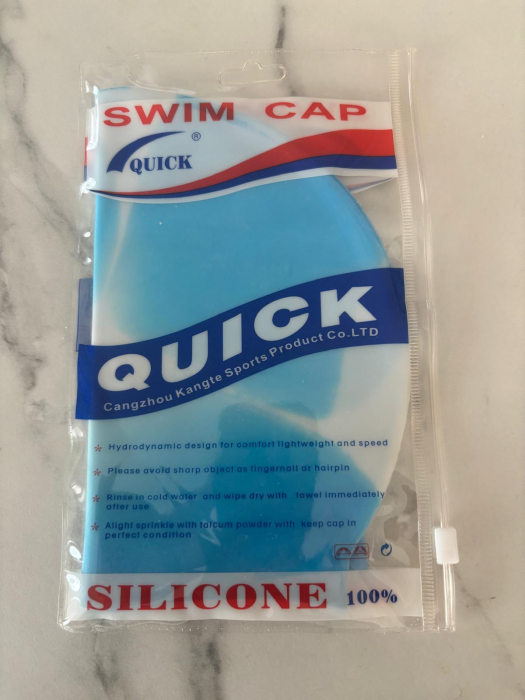 SWIM CAP
QUICK ®
QUICK
Cangzhou Kangte Sports Product Co.LTD
* Hydrodynamic design for comfort lightweight and speed
* Please avoid sharp object as fingernail or hairpin
* Rinse in cold water and wipe dry with towel immediately
after use
* Alight sprinkle with talcum powder with keep cap in
perfect condition
SILICONE 100%